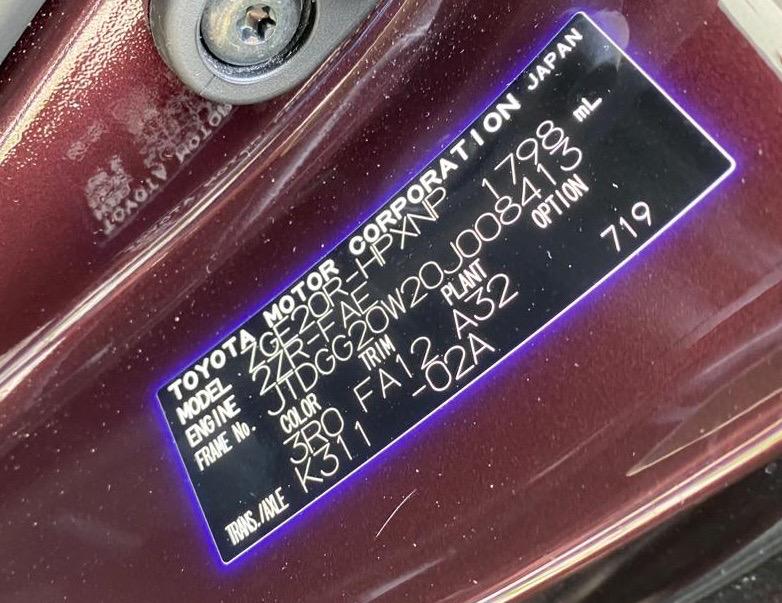 TOYOTA MOTOR CORPORATION JAPAN
MODEL ZGE20R-HPXNP
ENGINE 2ZR-FAE 1798 mL
FRAME No. JTDGG20W20J008413
COLOR TRIM PLANT OPTION
3R0 FA12 A32 719
TRANS./AXLE K311 -02A